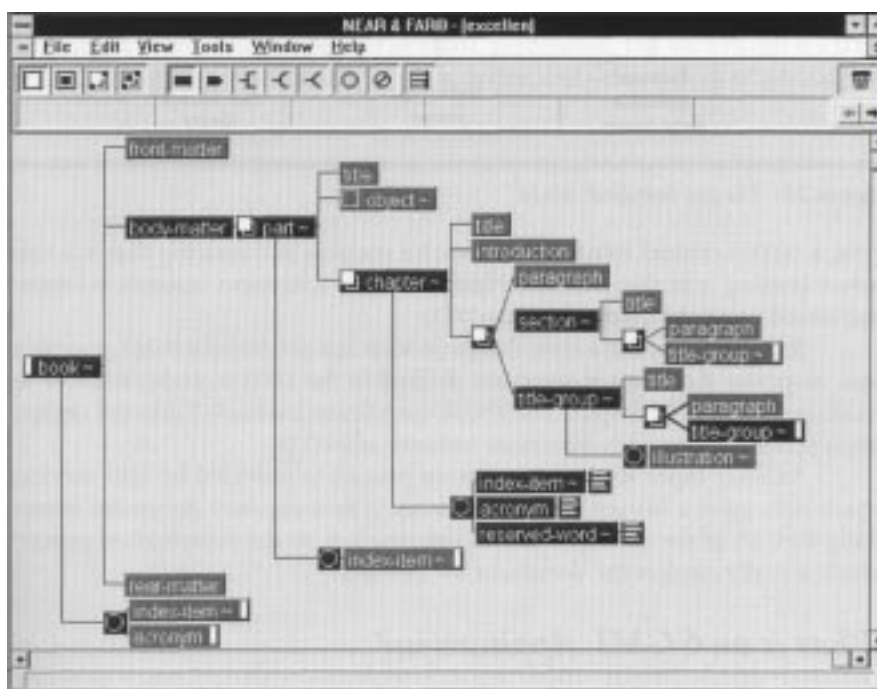 NEAR & FAR® - [excellen]
File Edit View Tools Window Help
front-matter
title
object ~
body-matter part ~
title
introduction
paragraph
chapter ~
title
section ~
paragraph
title-group ~
book ~
title
title-group ~
paragraph
title-group ~
illustration ~
index-item ~
acronym
reserved-word ~
index-item ~
rear-matter
index-item ~
acronym